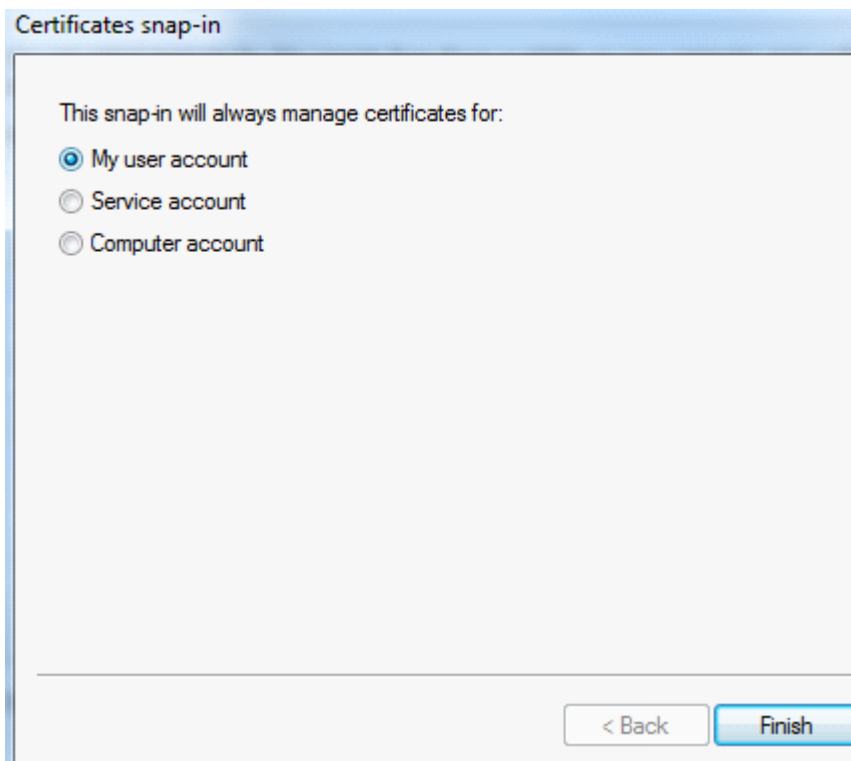 Certificates snap-in
This snap-in will always manage certificates for:
My user account
Service account
Computer account
< Back
Finish